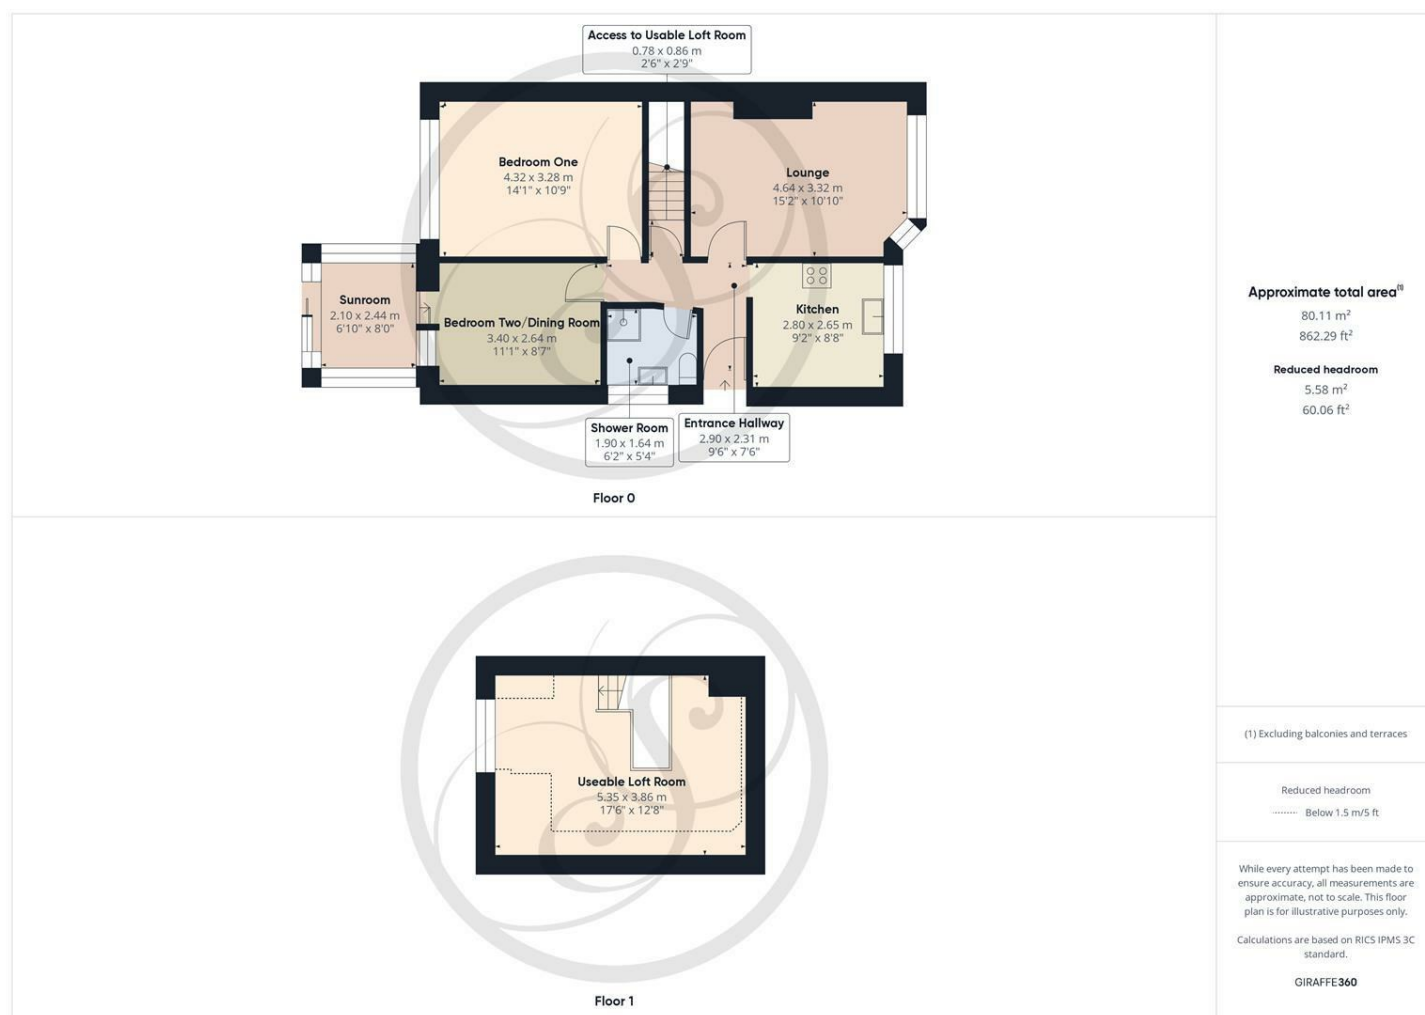 Access to Usable Loft Room
0.78 x 0.86 m
2'6" x 2'9"
Bedroom One
4.32 x 3.28 m
14'1" x 10'9"
Lounge
4.64 x 3.32 m
15'2" x 10'10"
Sunroom
2.10 x 2.44 m
6'10" x 8'0"
Bedroom Two/Dining Room
3.40 x 2.64 m
11'1" x 8'7"
Kitchen
2.80 x 2.65 m
9'2" x 8'8"
Shower Room
1.90 x 1.64 m
6'2" x 5'4"
Entrance Hallway
2.90 x 2.31 m
9'6" x 7'6"
Floor 0
Useable Loft Room
5.35 x 3.86 m
17'6" x 12'8"
Floor 1
Approximate total area(1)
80.11 m²
862.29 ft²
Reduced headroom
5.58 m²
60.06 ft²
(1) Excluding balconies and terraces
Reduced headroom
Below 1.5 m/5 ft
While every attempt has been made to
ensure accuracy, all measurements are
approximate, not to scale. This floor
plan is for illustrative purposes only.
Calculations are based on RICS IPMS 3C
standard.
GIRAFFE360